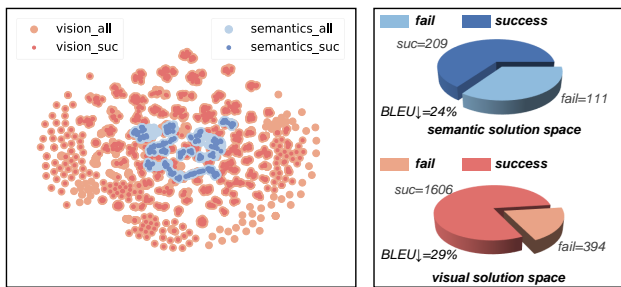 vision_all
vision_suc
semantics_all
semantics_suc
fail
success
suc=209
BLEU↓=24%
fail=111
semantic solution space
fail
success
suc=1606
BLEU↓=29%
fail=394
visual solution space